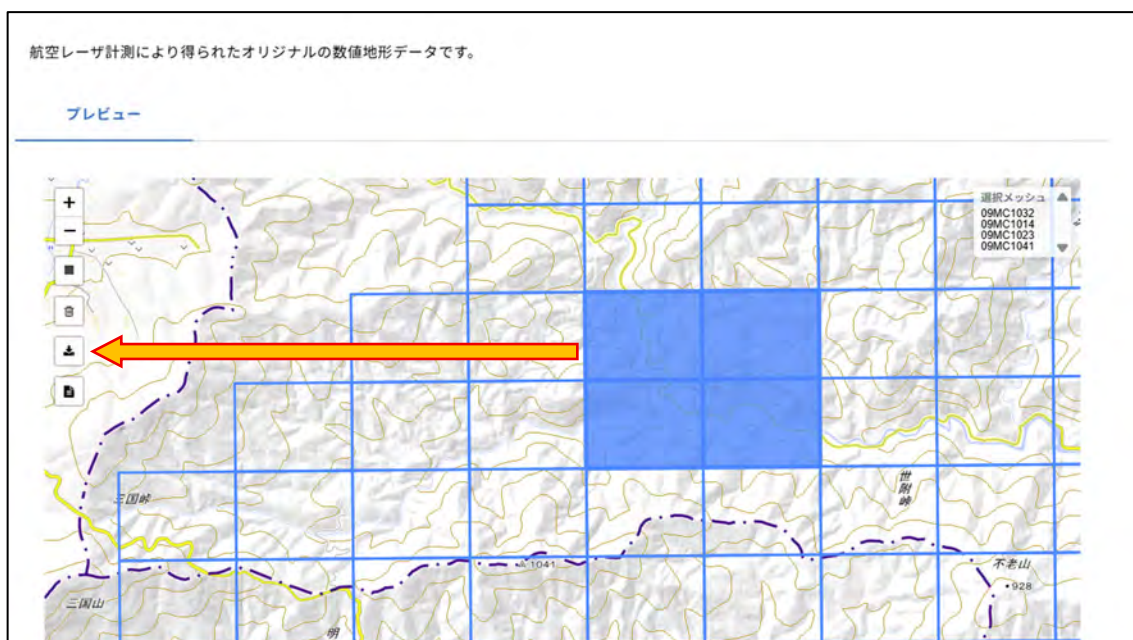 航空レーザ計測により得られたオリジナルの数値地形データです。
プレビュー
+
−
選択メッシュ
09MC1032
09MC1014
09MC1023
09MC1041
世附峠
三国峠
1041
不老山
928
三国山
明